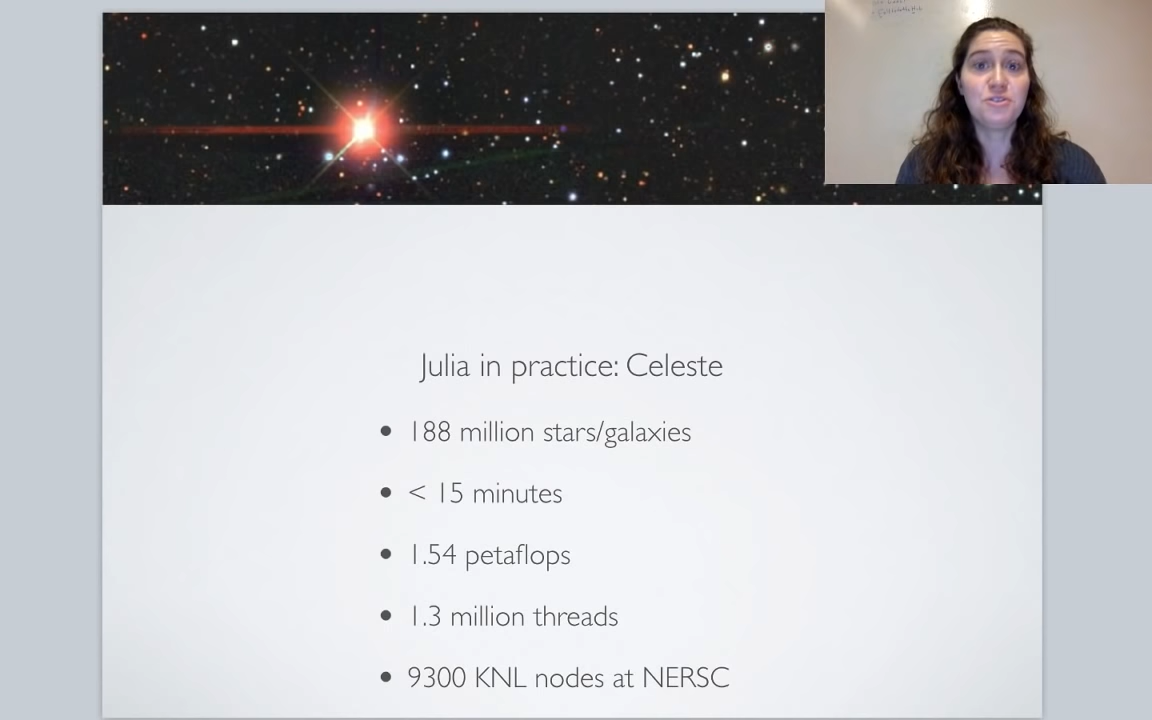 Julia in practice: Celeste
• 188 million stars/galaxies
• < 15 minutes
• 1.54 petaflops
• 1.3 million threads
• 9300 KNL nodes at NERSC